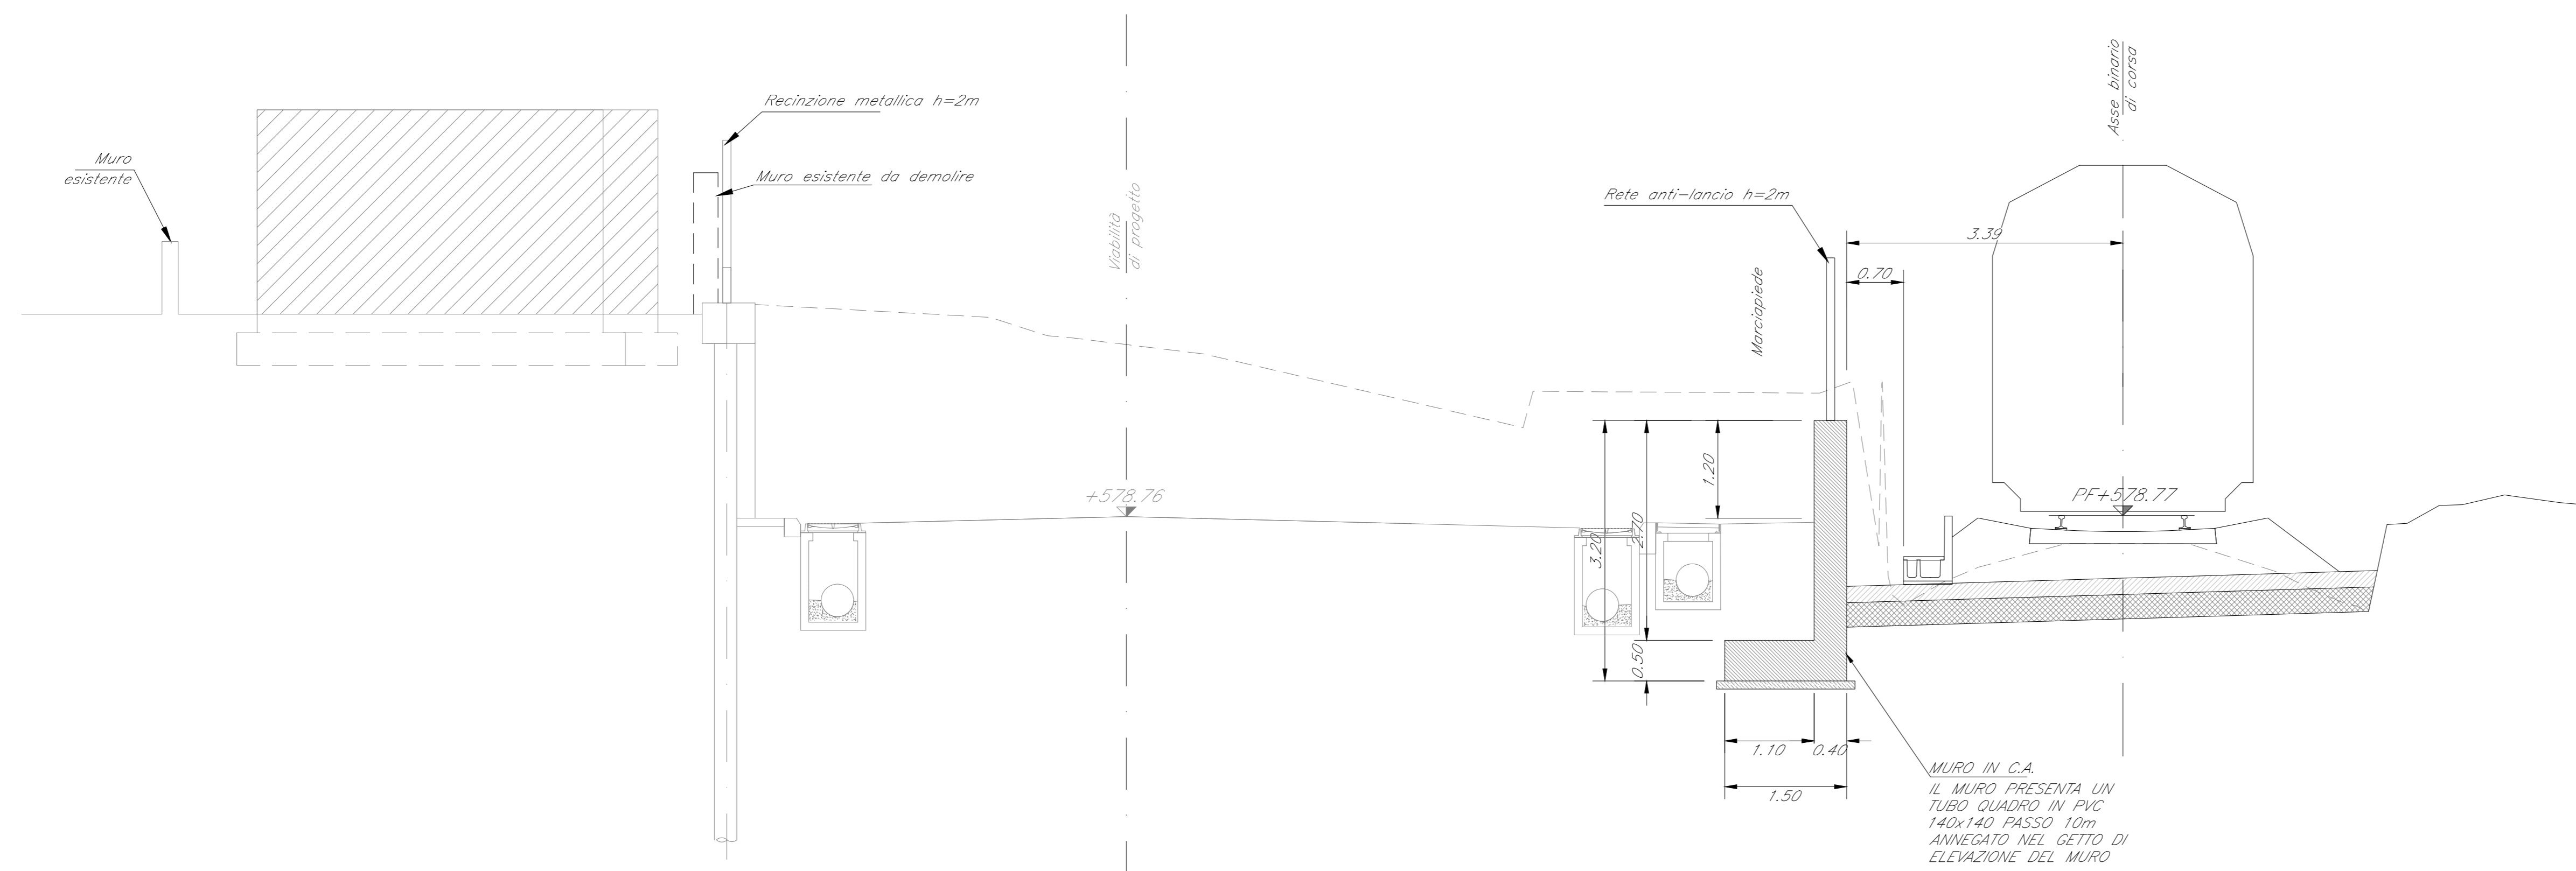 Muro
esistente
Recinzione metallica h=2m
Muro esistente da demolire
Viabilità
di progetto
+578.76
Rete anti-lancio h=2m
Marciapiede
3.39
0.70
Asse binario
di corsa
PF+578.77
1.20
2.70
3.20
0.50
1.10
0.40
1.50
MURO IN C.A.
IL MURO PRESENTA UN
TUBO QUADRO IN PVC
140x140 PASSO 10m
ANNEGATO NEL GETTO DI
ELEVAZIONE DEL MURO